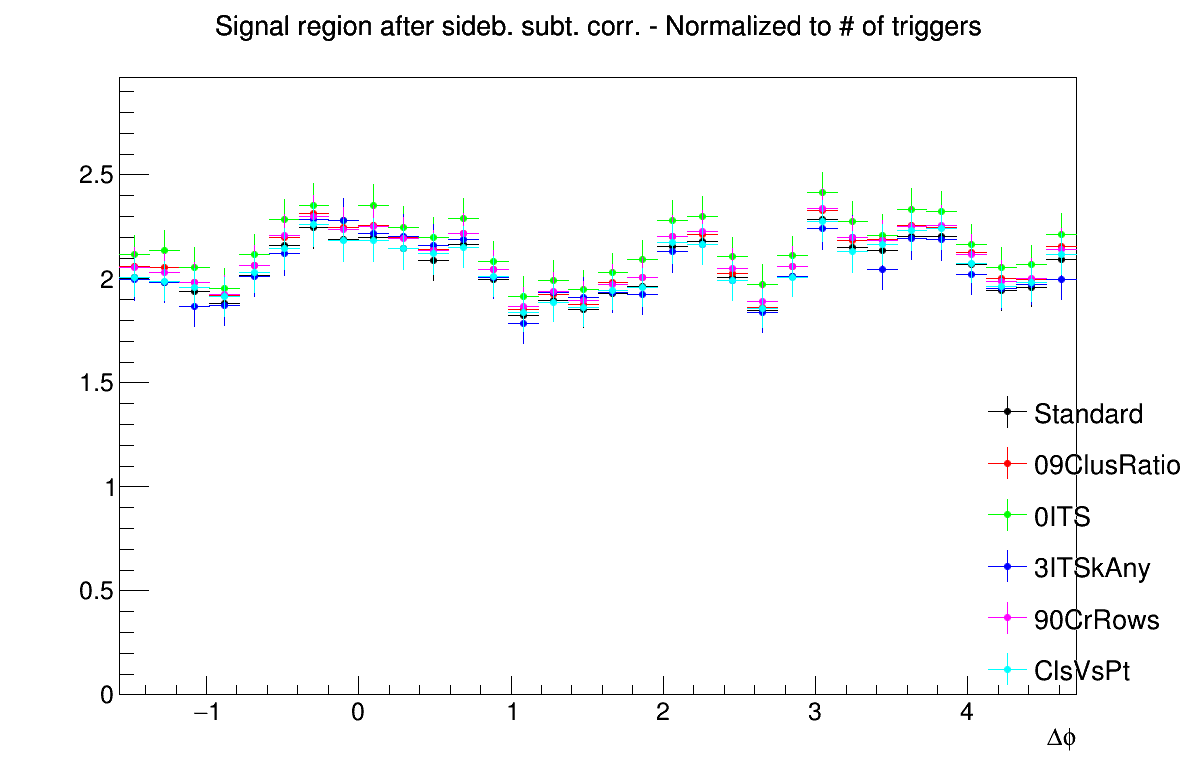 Signal region after sideb. subt. corr. - Normalized to # of triggers
2.5
2
1.5
1
0.5
0
−1 0 1 2 3 4
Δϕ
Standard
09ClusRatio
0ITS
3ITSkAny
90CrRows
ClsVsPt